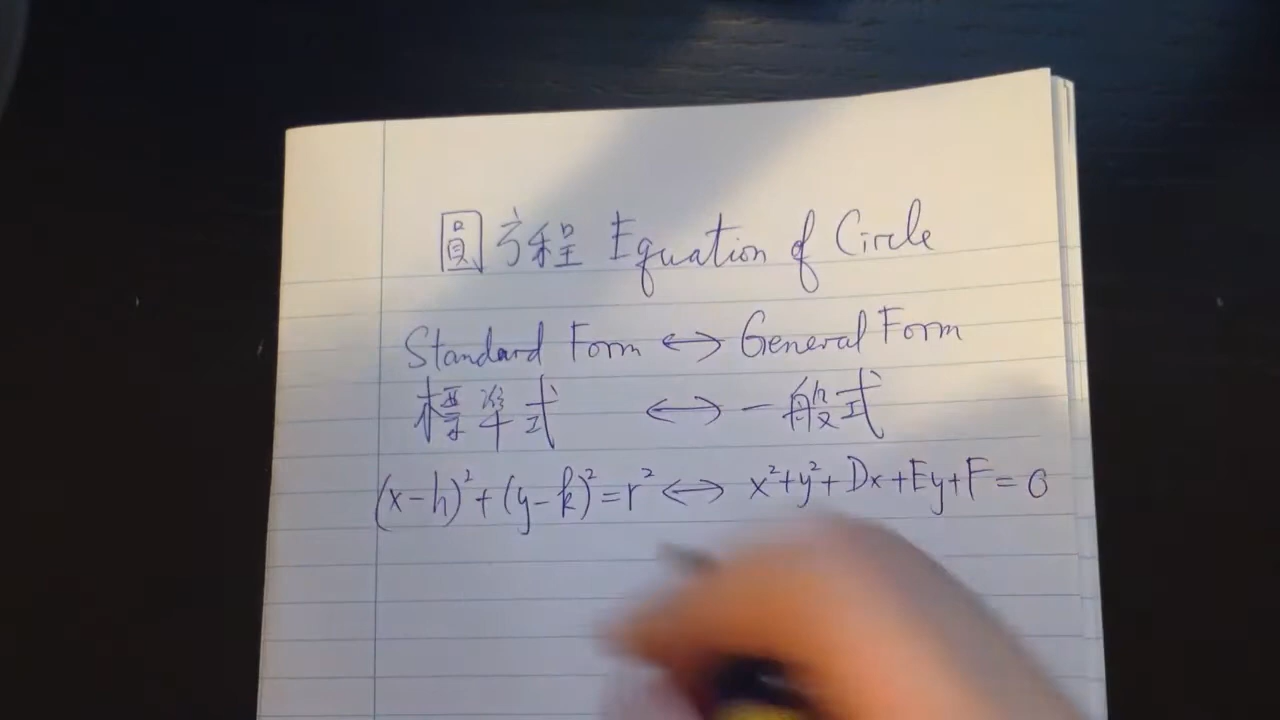 圓方程 Equation of Circle
Standard Form ↔ General Form
標準式 ↔ 一般式
(x-h)²+(y-k)²=r² ↔ x²+y²+Dx+Ey+F=0